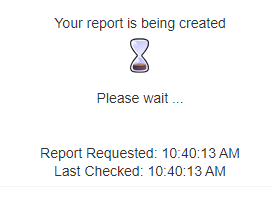 Your report is being created
Please wait ...
Report Requested: 10:40:13 AM
Last Checked: 10:40:13 AM